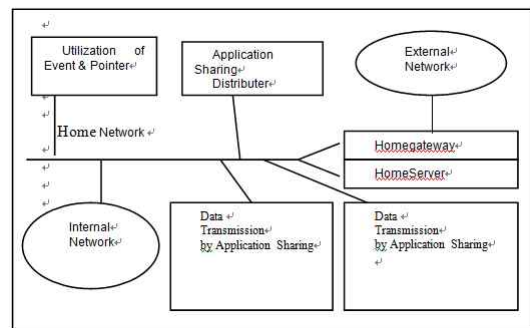 Utilization of
Event & Pointer
Application
Sharing
Distributer
External
Network
Home Network
Homegateway
HomeServer
Internal
Network
Data
Transmission
by Application Sharing
Data
Transmission
by Application Sharing